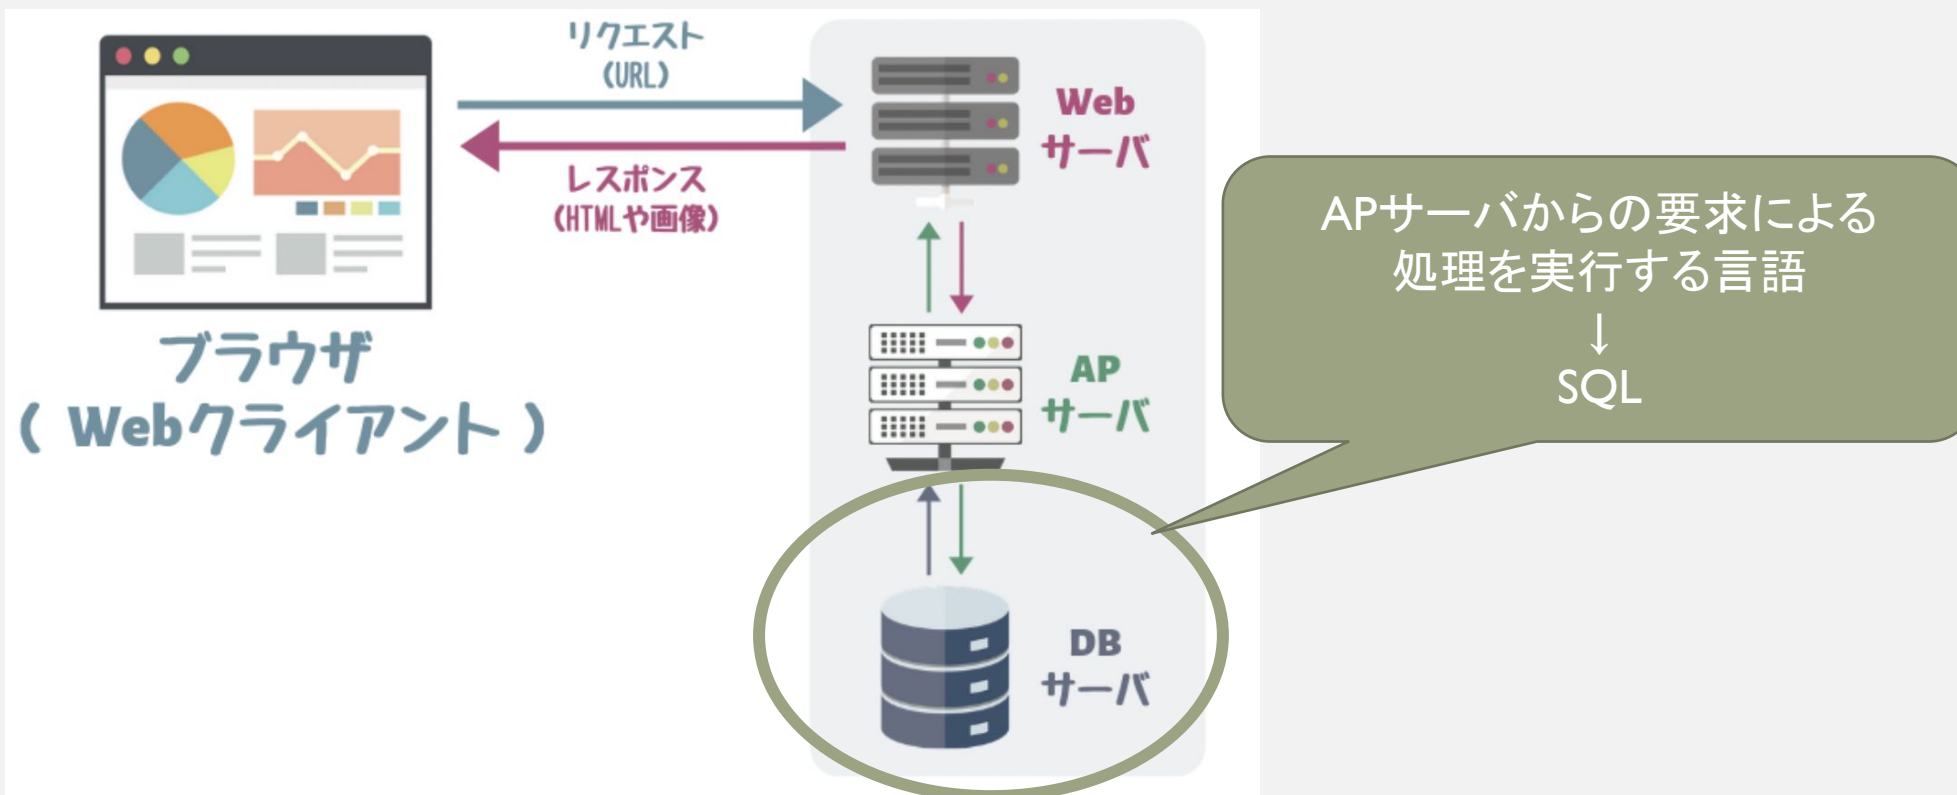 リクエスト
(URL)
レスポンス
(HTMLや画像)
ブラウザ
( Webクライアント )
Web
サーバ
AP
サーバ
DB
サーバ
APサーバからの要求による
処理を実行する言語
↓
SQL